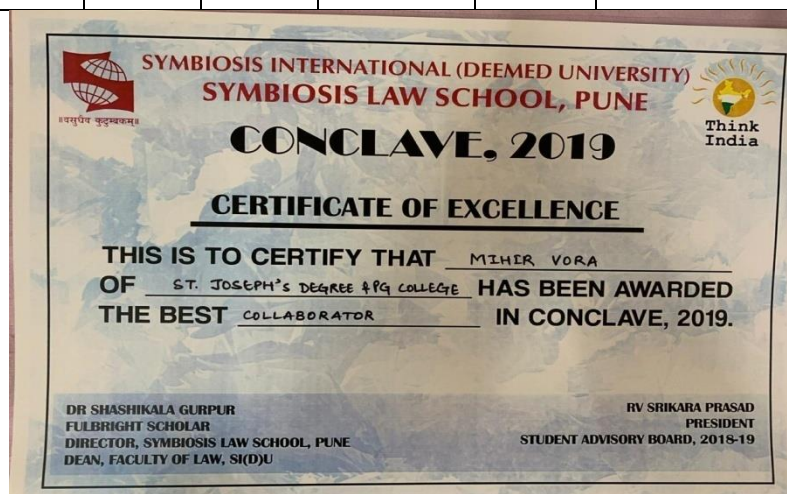 SYMBIOSIS INTERNATIONAL (DEEMED UNIVERSITY)
SYMBIOSIS LAW SCHOOL, PUNE
॥वसुधैव कुटुम्बकम्॥
Think
India
CONCLAVE, 2019
CERTIFICATE OF EXCELLENCE
THIS IS TO CERTIFY THAT MIHIR VORA
OF ST. JOSEPH'S DEGREE & PG COLLEGE HAS BEEN AWARDED
THE BEST COLLABORATOR IN CONCLAVE, 2019.
DR SHASHIKALA GURPUR
FULBRIGHT SCHOLAR
DIRECTOR, SYMBIOSIS LAW SCHOOL, PUNE
DEAN, FACULTY OF LAW, SI(D)U
RV SRIKARA PRASAD
PRESIDENT
STUDENT ADVISORY BOARD, 2018-19